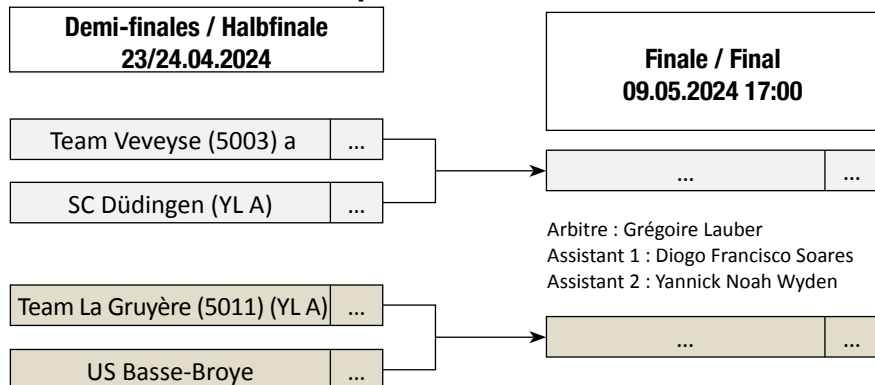 Demi-finales / Halbfinale
23/24.04.2024
Finale / Final
09.05.2024 17:00
Team Veveyse (5003) a ...
SC Düdingen (YL A) ...
... ...
Arbitre : Grégoire Lauber
Assistant 1 : Diogo Francisco Soares
Assistant 2 : Yannick Noah Wyden
Team La Gruyère (5011) (YL A) ...
US Basse-Broye ...
... ...